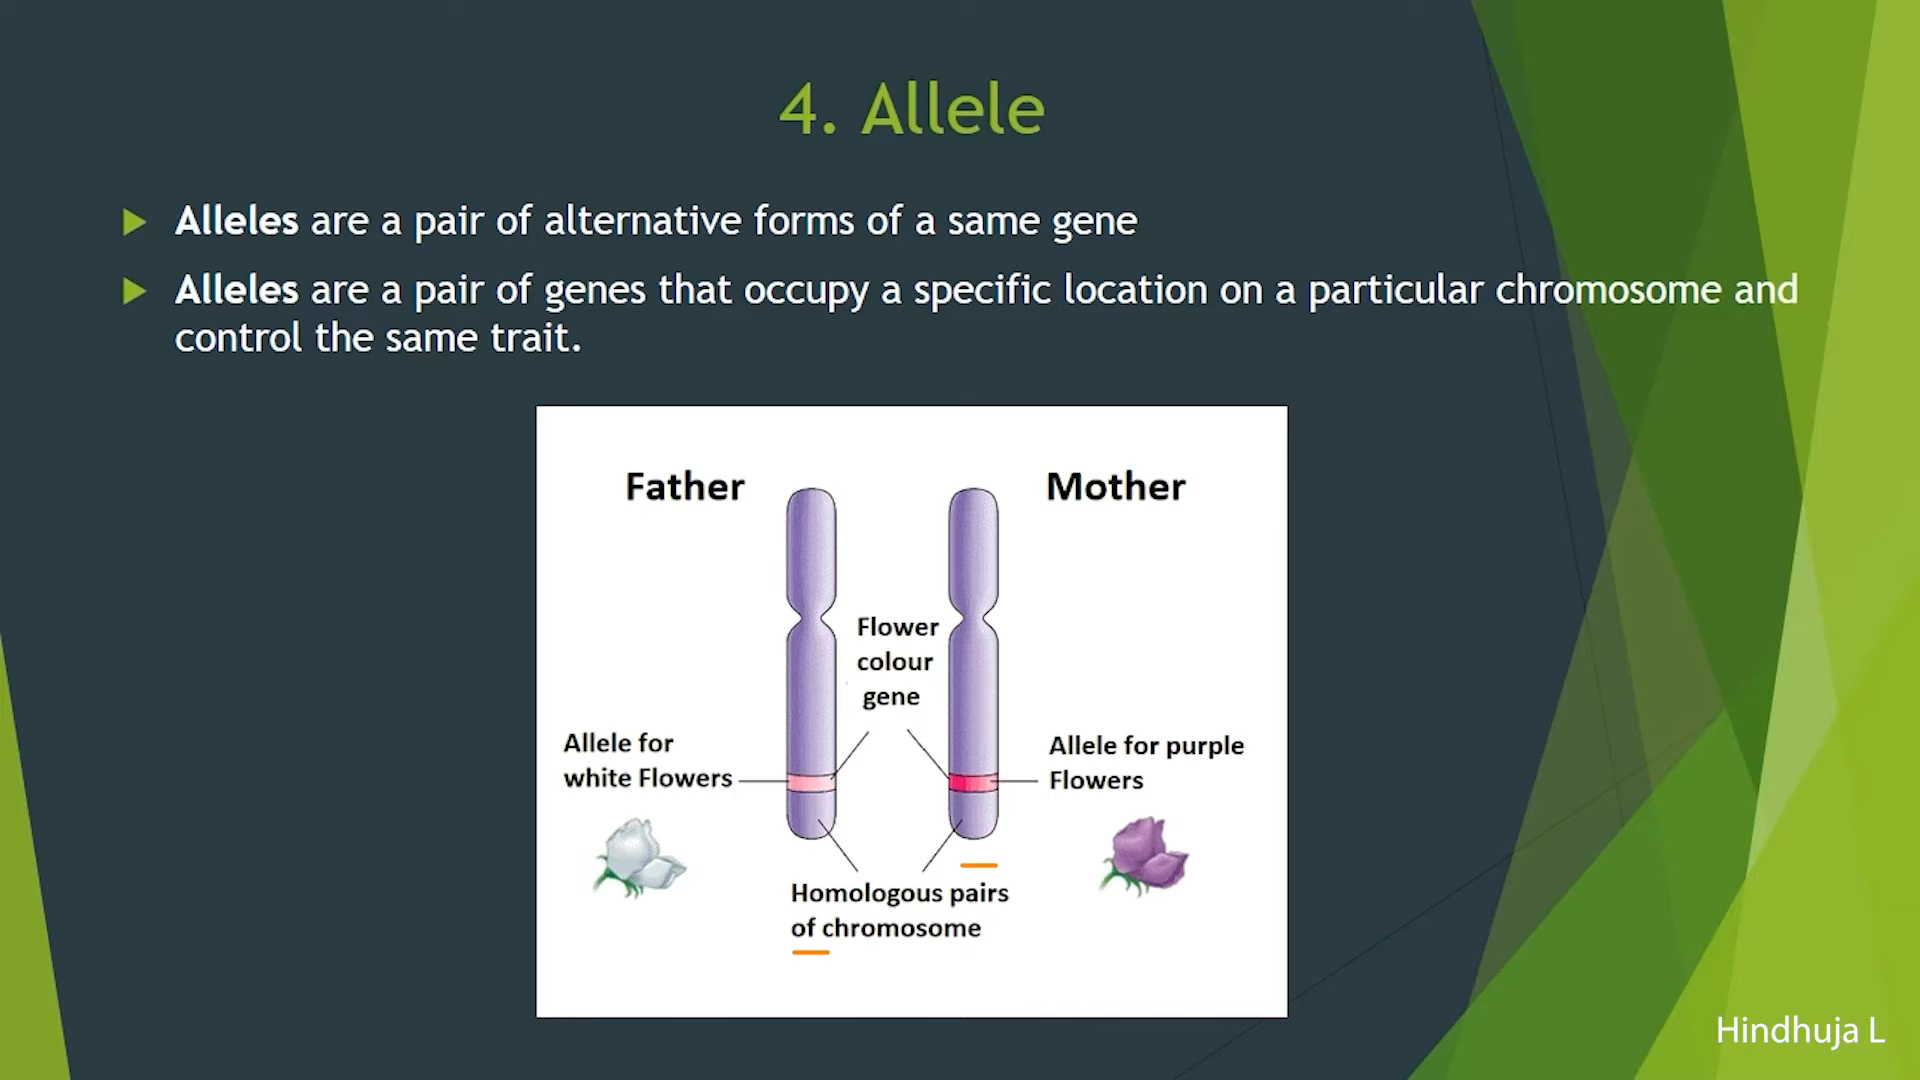 4. Allele
Alleles are a pair of alternative forms of a same gene
Alleles are a pair of genes that occupy a specific location on a particular chromosome and
control the same trait.
Father
Mother
Flower
colour
gene
Allele for
white Flowers
Allele for purple
Flowers
Homologous pairs
of chromosome
Hindhuja L